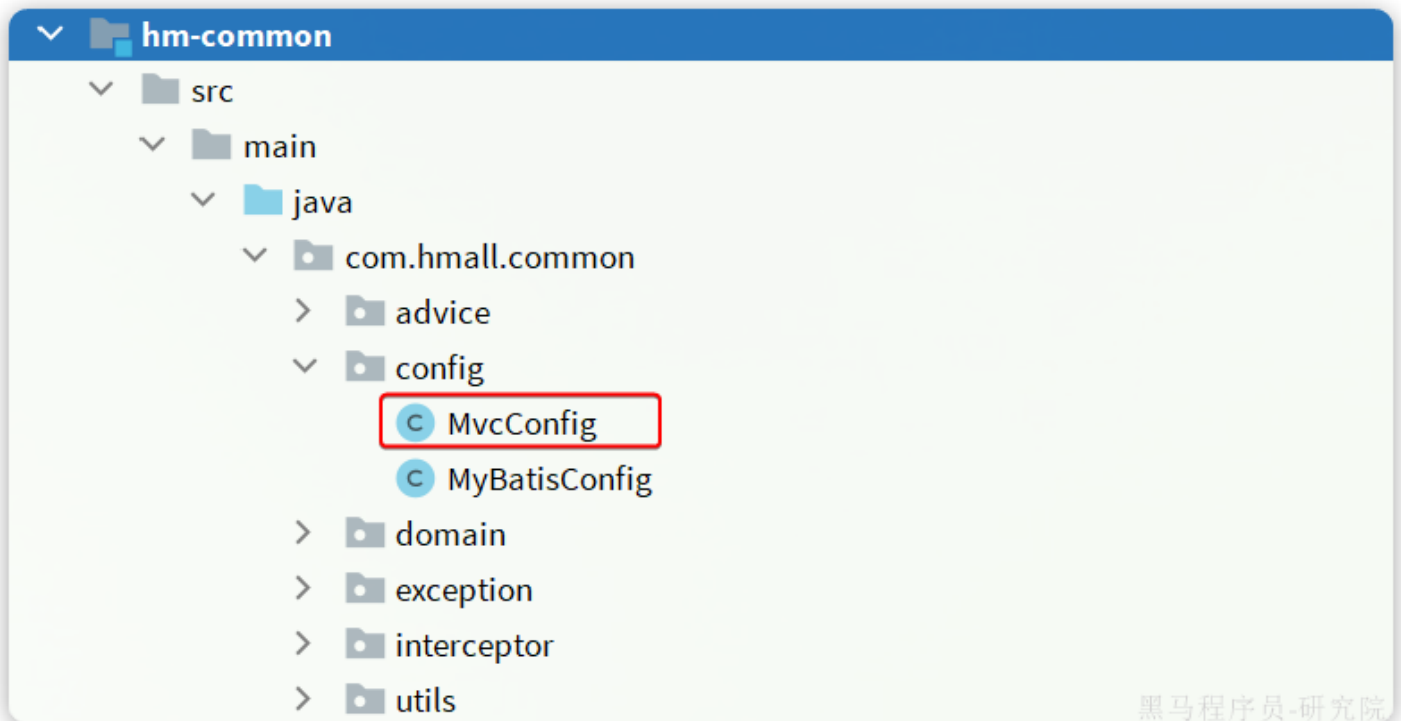 hm-common
src
main
java
com.hmall.common
advice
config
C MvcConfig
C MyBatisConfig
domain
exception
interceptor
utils
黑马程序员-研究院